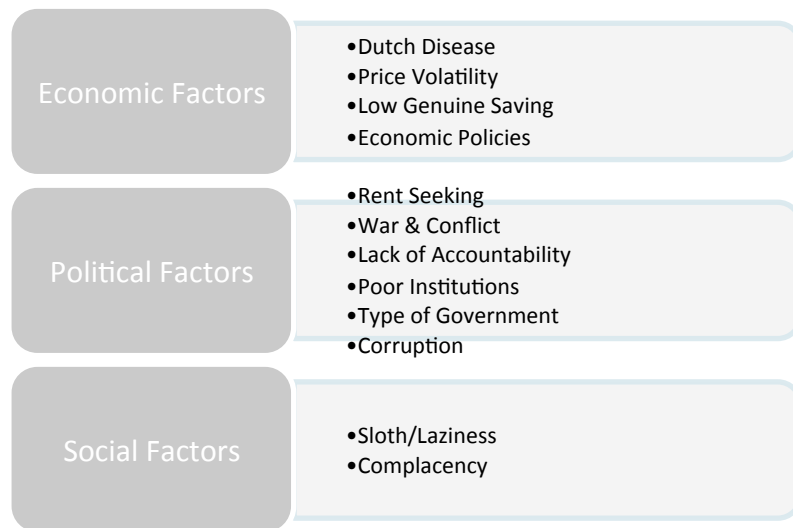 Economic Factors
•Dutch Disease
•Price Volatility
•Low Genuine Saving
•Economic Policies
Political Factors
•Rent Seeking
•War & Conflict
•Lack of Accountability
•Poor Institutions
•Type of Government
•Corruption
Social Factors
•Sloth/Laziness
•Complacency